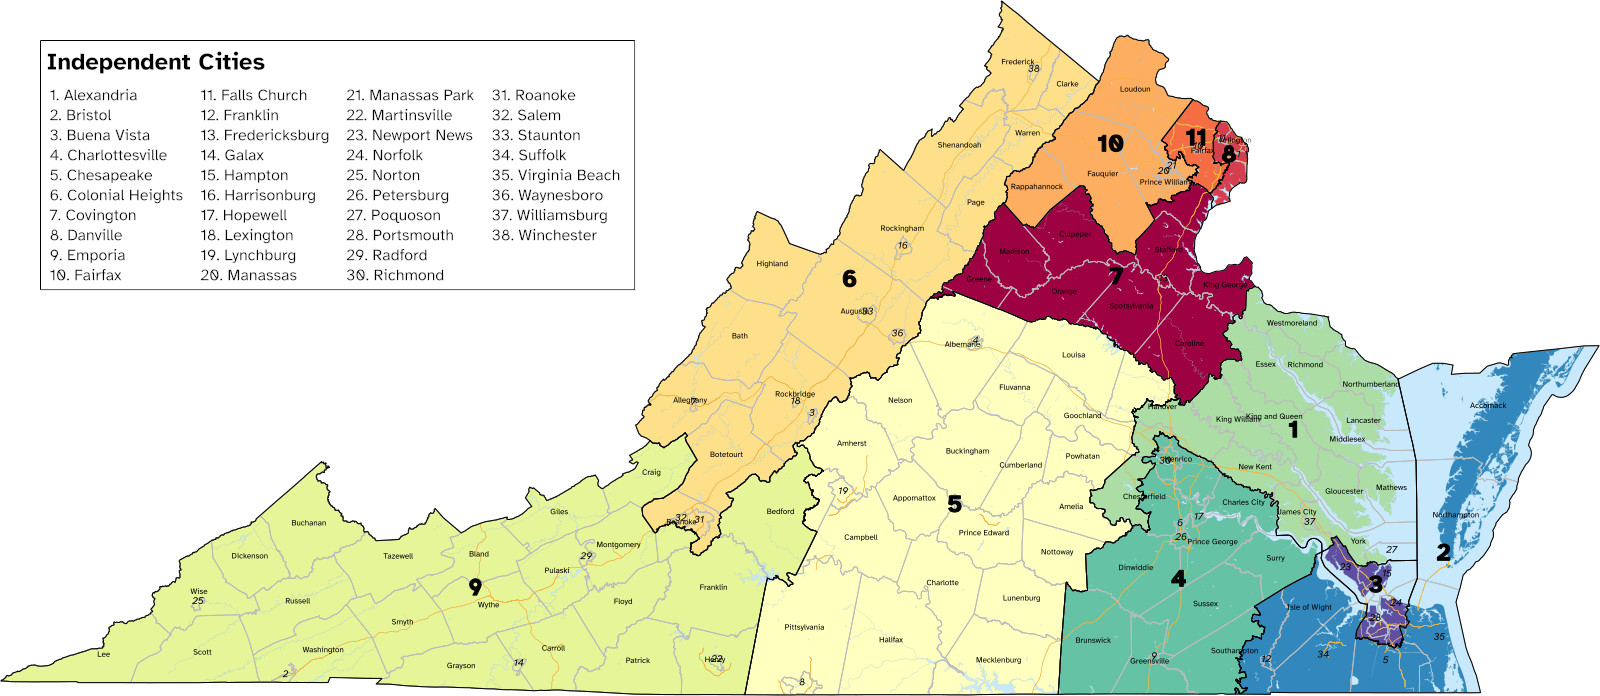 Independent Cities
1. Alexandria
2. Bristol
3. Buena Vista
4. Charlottesville
5. Chesapeake
6. Colonial Heights
7. Covington
8. Danville
9. Emporia
10. Fairfax
11. Falls Church
12. Franklin
13. Fredericksburg
14. Galax
15. Hampton
16. Harrisonburg
17. Hopewell
18. Lexington
19. Lynchburg
20. Manassas
21. Manassas Park
22. Martinsville
23. Newport News
24. Norfolk
25. Norton
26. Petersburg
27. Poquoson
28. Portsmouth
29. Radford
30. Richmond
31. Roanoke
32. Salem
33. Staunton
34. Suffolk
35. Virginia Beach
36. Waynesboro
37. Williamsburg
38. Winchester
Frederick
38
Clarke
Loudoun
Warren
Shenandoah
10
11
Fairfax
8
21
20
Fauquier
Prince William
Rappahannock
Page
Rockingham
16
Culpeper
Madison
Stafford
Highland
6
Greene
7
Orange
King George
Spotsylvania
Augusta
33
36
Bath
Albemarle
4
Louisa
Caroline
Westmoreland
Essex
Richmond
Northumberland
Alleghany
Rockbridge
18
3
Nelson
Fluvanna
Goochland
Hanover
King William
King and Queen
1
Lancaster
Middlesex
Accomack
Amherst
Botetourt
Buckingham
Cumberland
Powhatan
30
Henrico
New Kent
Craig
19
Appomattox
5
Amelia
Chesterfield
Charles City
Gloucester
Mathews
Bedford
Roanoke
32
31
Giles
Buchanan
Campbell
Prince Edward
Nottoway
17
6
26
Prince George
James City
37
York
27
Northampton
2
Dickenson
Tazewell
Bland
Montgomery
29
Pulaski
9
Wythe
Floyd
Franklin
Charlotte
Lunenburg
Dinwiddie
4
Surry
Sussex
23
15
3
24
28
Isle of Wight
Wise
25
Russell
Smyth
Carroll
Patrick
Henry
22
Pittsylvania
Halifax
Mecklenburg
Brunswick
Greensville
9
Southampton
12
34
5
35
Lee
Scott
Washington
2
Grayson
14
8